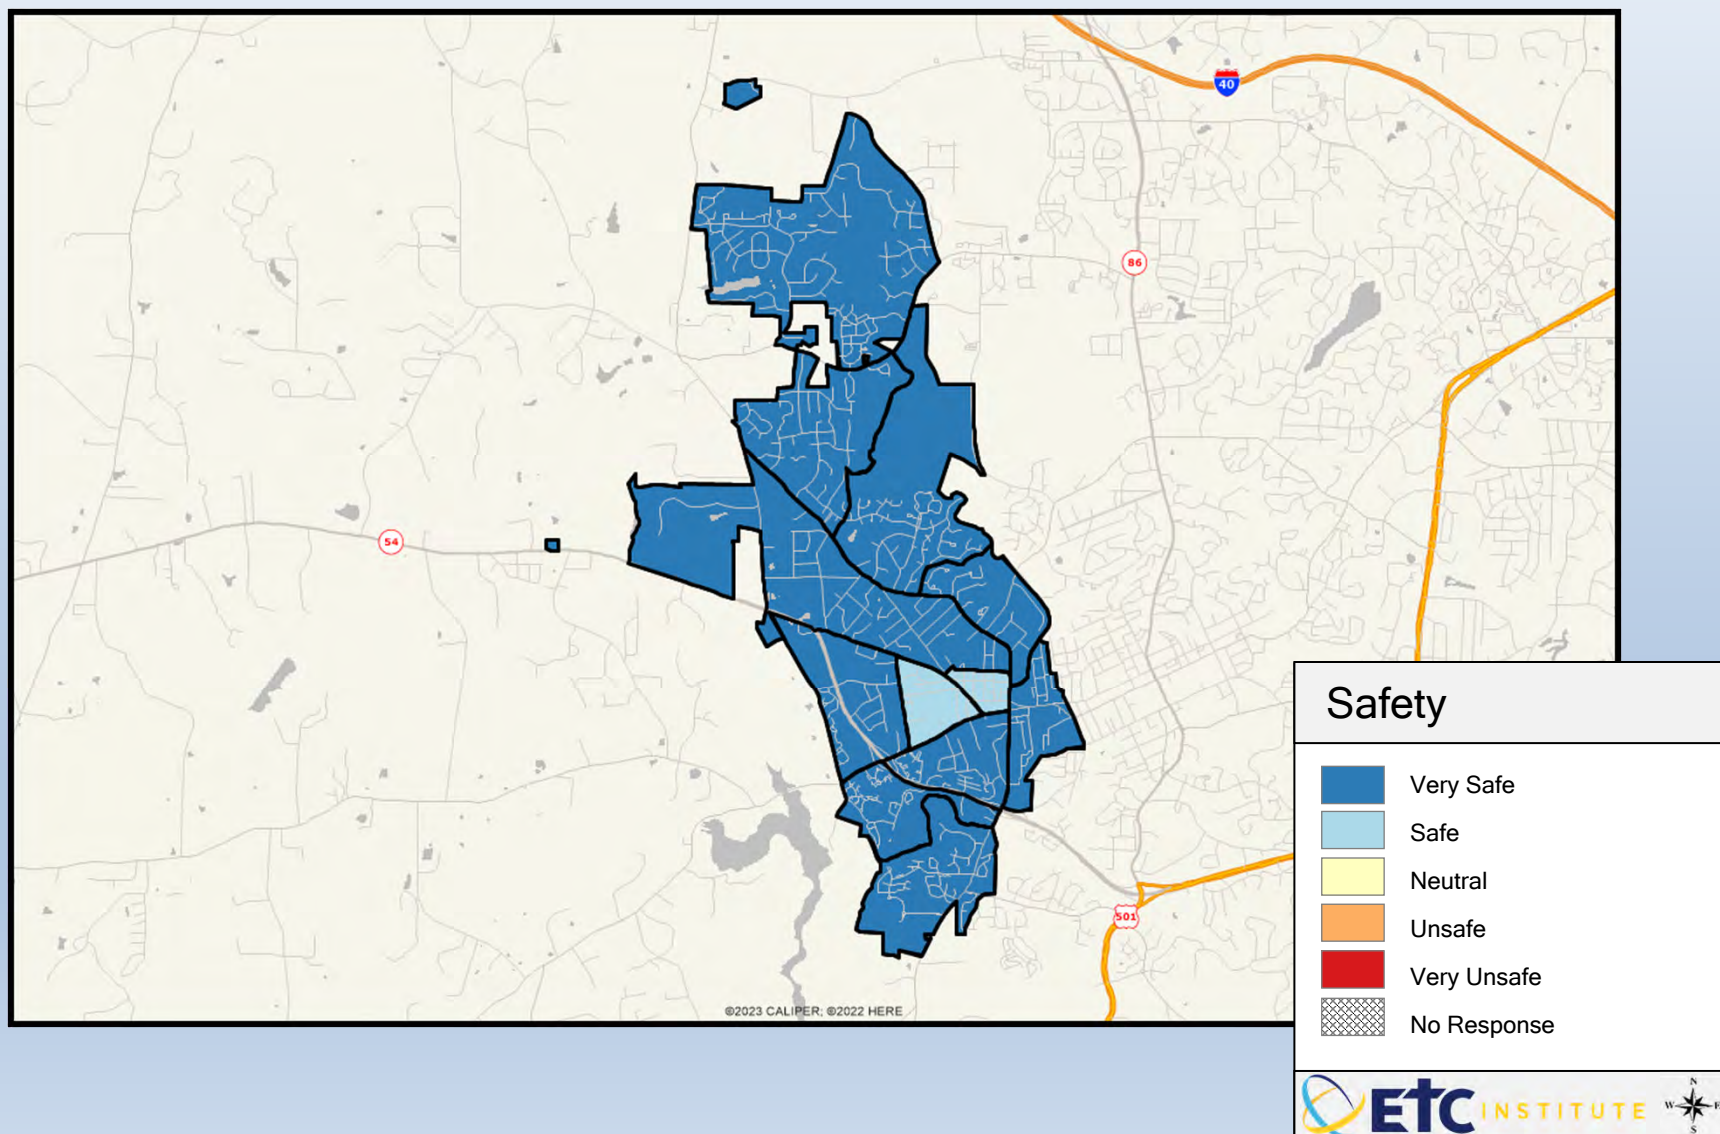 40
86
54
501
©2023 CALIPER; ©2022 HERE
Safety
Very Safe
Safe
Neutral
Unsafe
Very Unsafe
No Response
ETC INSTITUTE
N
W E
S